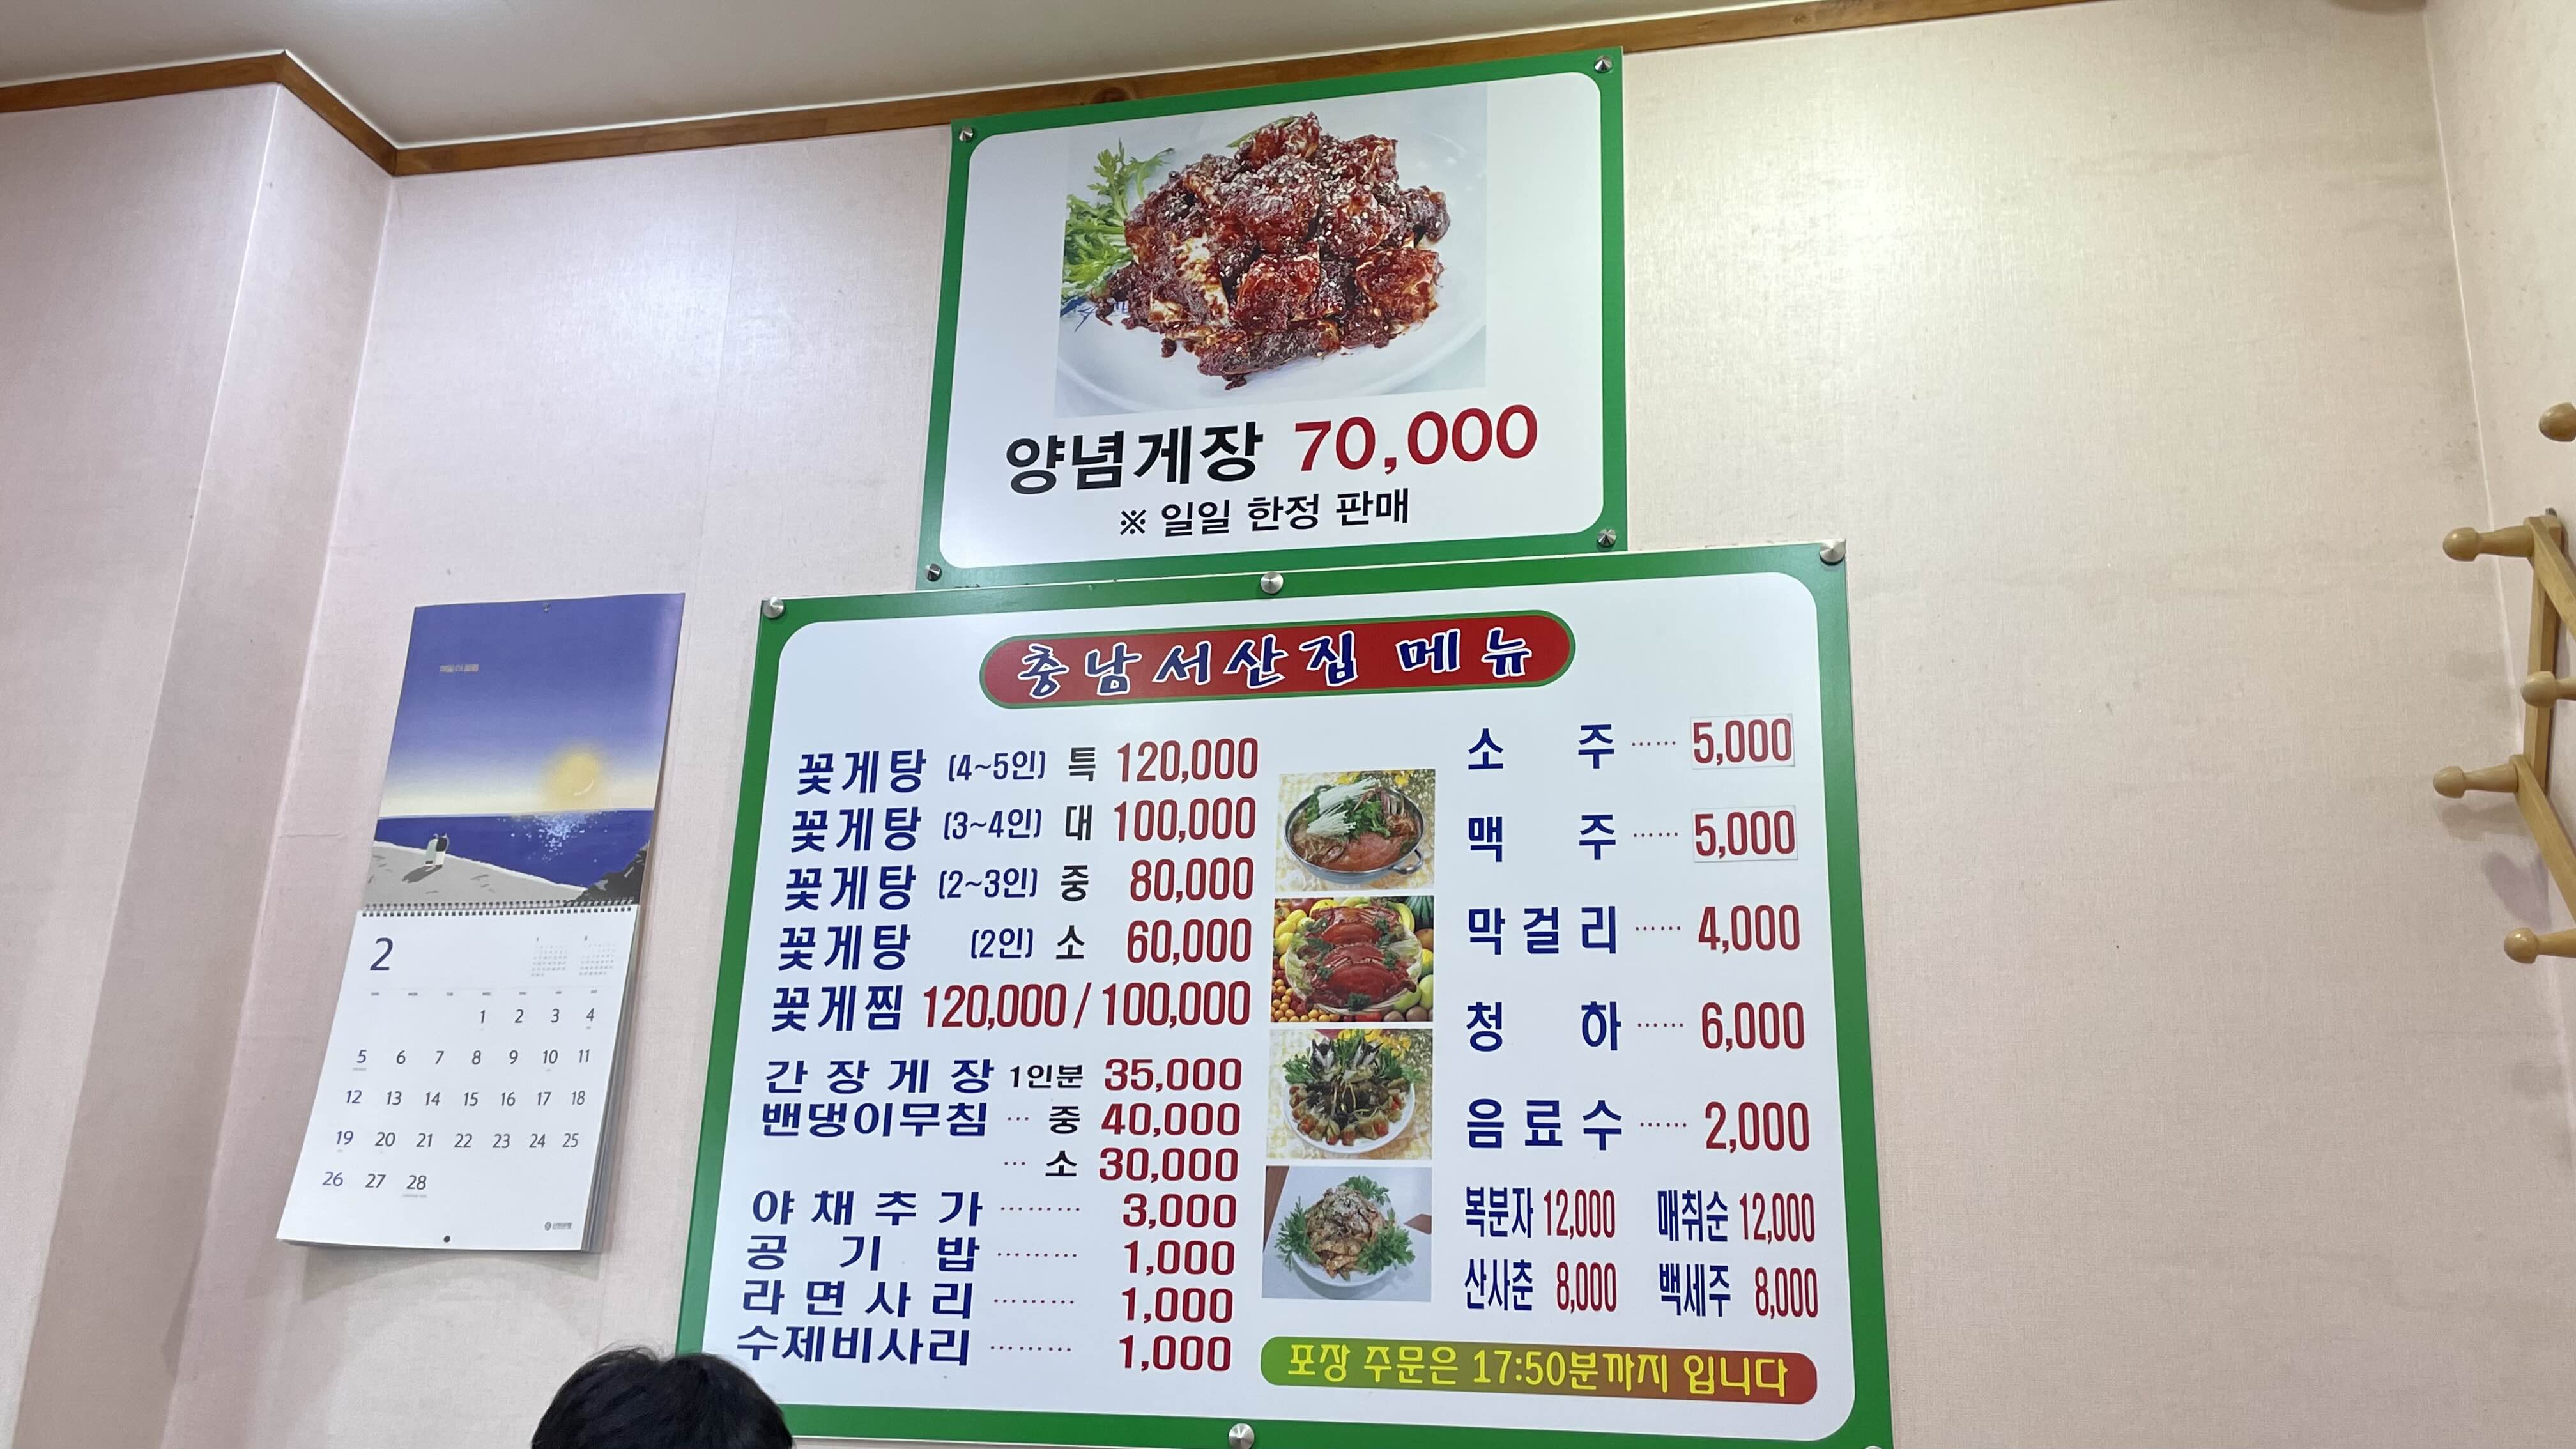 양념게장 70,000
※ 일일 한정 판매
충남서산집 메뉴
꽃게탕 (4~5인) 특 120,000
꽃게탕 (3~4인) 대 100,000
꽃게탕 (2~3인) 중 80,000
꽃게탕 (2인) 소 60,000
꽃게찜 120,000 / 100,000
간장게장 1인분 35,000
밴댕이무침 ··· 중 40,000
··· 소 30,000
야채추가 ········· 3,000
공기밥 ········· 1,000
라면사리 ········· 1,000
수제비사리 ········· 1,000
소주 ······ 5,000
맥주 ······ 5,000
막걸리 ······ 4,000
청하 ······ 6,000
음료수 ······ 2,000
복분자 12,000 매취순 12,000
산사춘 8,000 백세주 8,000
포장 주문은 17:50분까지 입니다
2
1 2 3 4
5 6 7 8 9 10 11
12 13 14 15 16 17 18
19 20 21 22 23 24 25
26 27 28